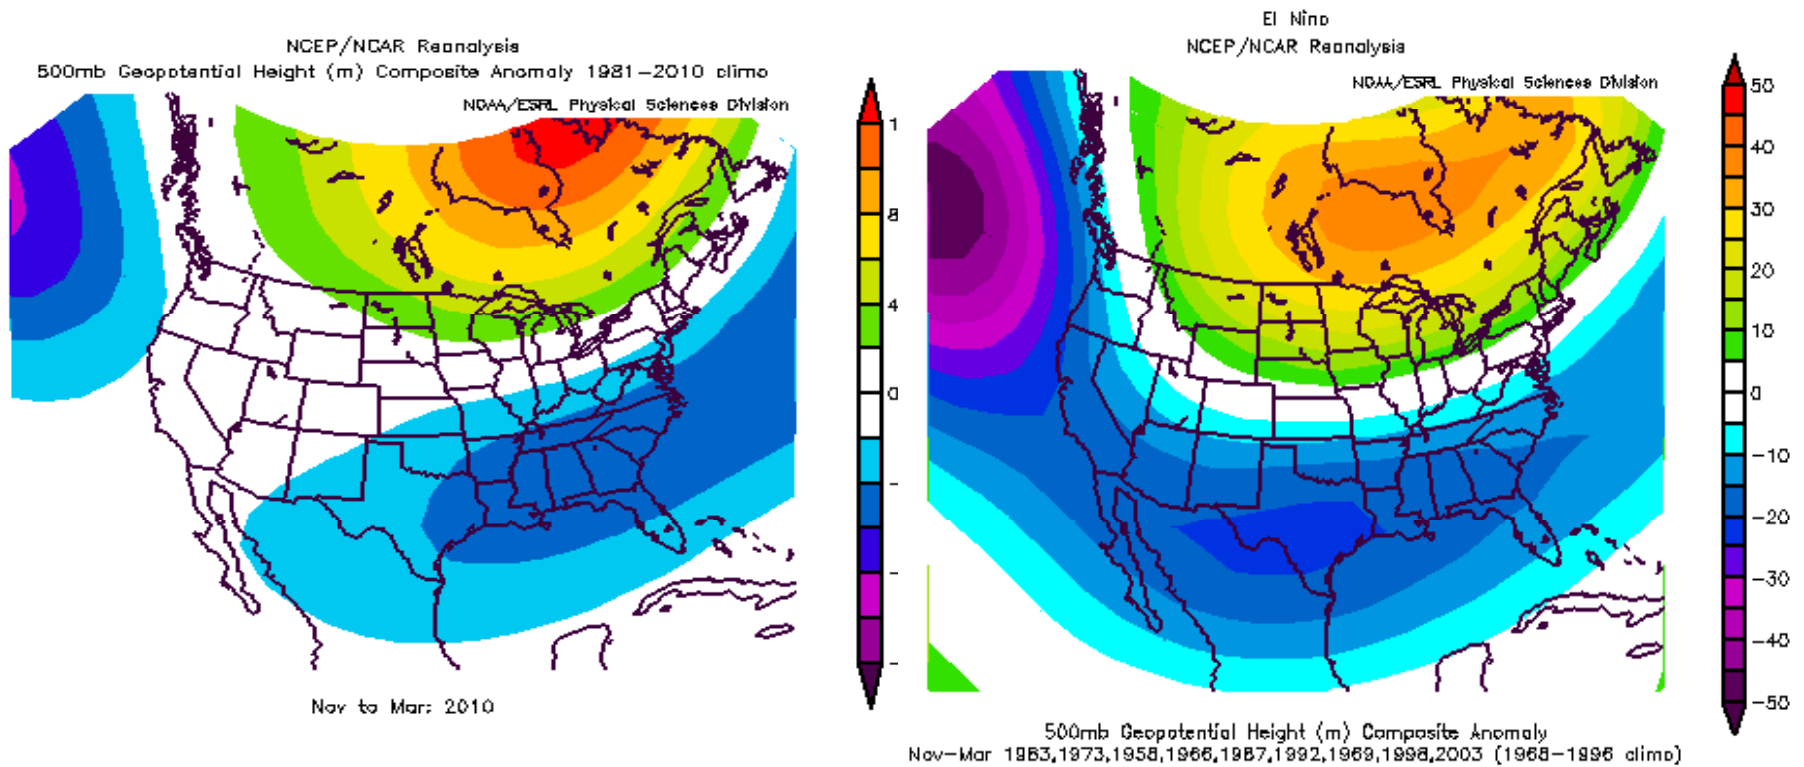 NCEP/NCAR Reanalysis
500mb Geopotential Height (m) Composite Anomaly 1981-2010 climo
NOAA/ESRL Physical Sciences Division
1
8
4
0
-
-
-
Nov to Mar: 2010
El Nino
NCEP/NCAR Reanalysis
NOAA/ESRL Physical Sciences Division
50
40
30
20
10
0
-10
-20
-30
-40
-50
500mb Geopotential Height (m) Composite Anomaly
Nov-Mar 1983,1973,1958,1966,1987,1992,1969,1998,2003 (1968-1996 climo)